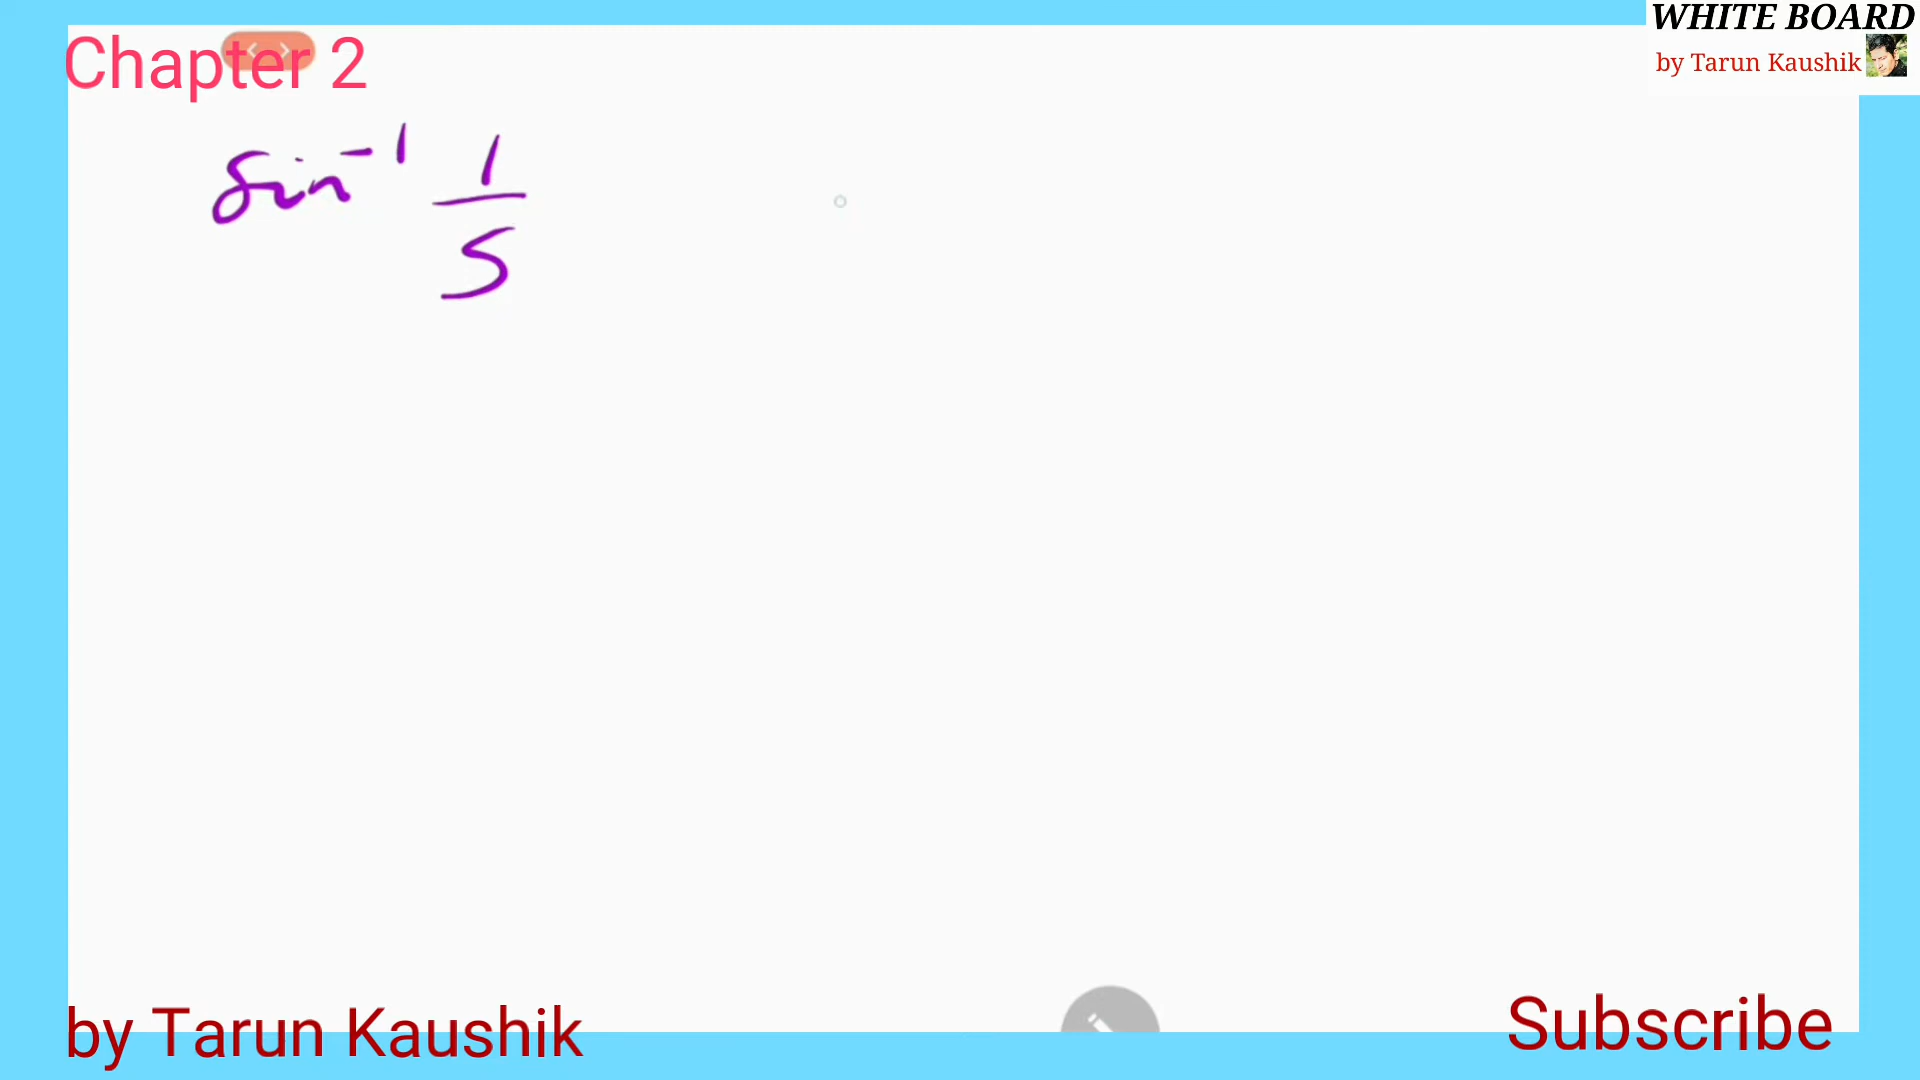 WHITE BOARD
by Tarun Kaushik
Chapter 2
sin⁻¹ 1/5
by Tarun Kaushik
Subscribe